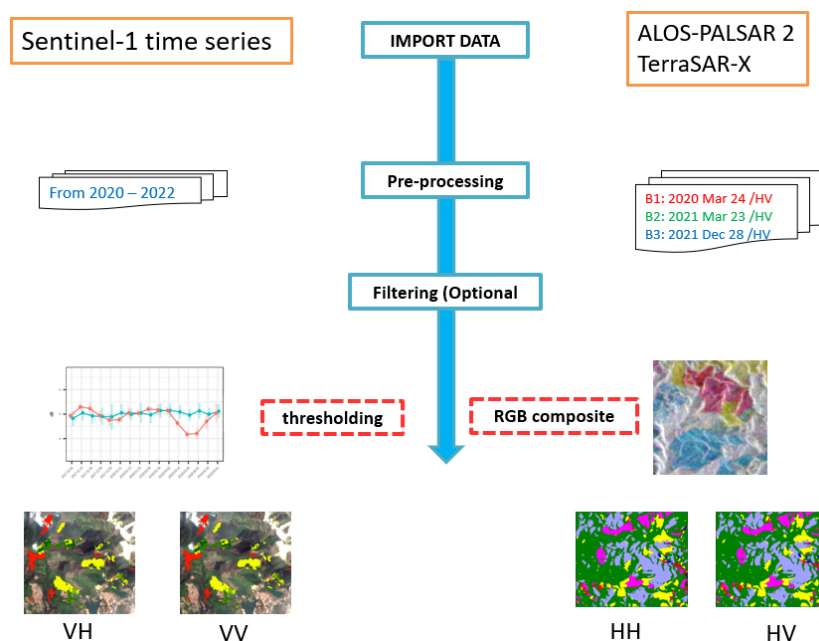 Sentinel-1 time series
IMPORT DATA
ALOS-PALSAR 2
TerraSAR-X
From 2020 – 2022
Pre-processing
B1: 2020 Mar 24 /HV
B2: 2021 Mar 23 /HV
B3: 2021 Dec 28 /HV
Filtering (Optional
thresholding
RGB composite
VH
VV
HH
HV